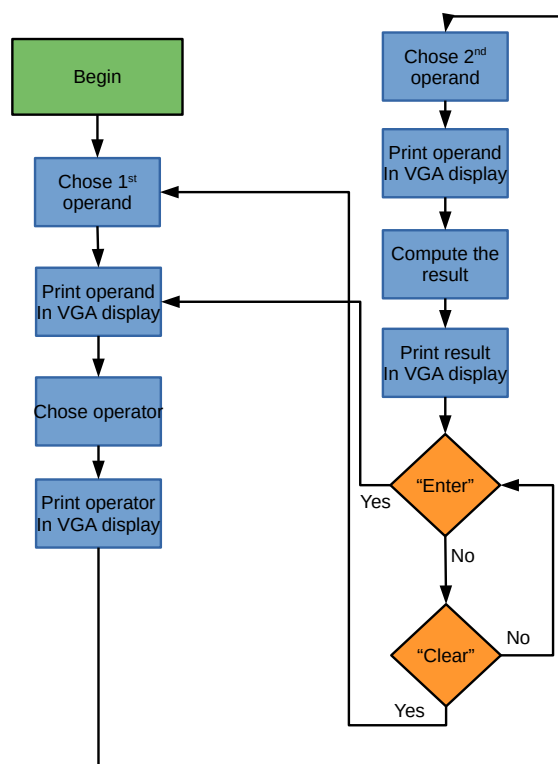 Begin
Chose 1st
operand
Print operand
In VGA display
Chose operator
Print operator
In VGA display
Chose 2nd
operand
Print operand
In VGA display
Compute the
result
Print result
In VGA display
“Enter”
Yes
No
“Clear”
No
Yes